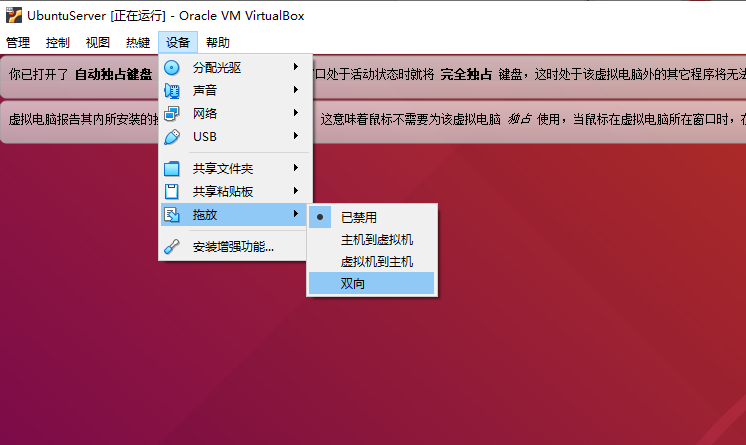 UbuntuServer [正在运行] - Oracle VM VirtualBox
管理 控制 视图 热键 设备 帮助
你已打开了 自动独占键盘 口处于活动状态时就将 完全独占 键盘，这时处于该虚拟电脑外的其它程序将无法
虚拟电脑报告其内所安装的 这意味着鼠标不需要为该虚拟电脑 独占 使用，当鼠标在虚拟电脑所在窗口时，在
分配光驱
声音
网络
USB
共享文件夹
共享粘贴板
拖放
安装增强功能...
已禁用
主机到虚拟机
虚拟机到主机
双向